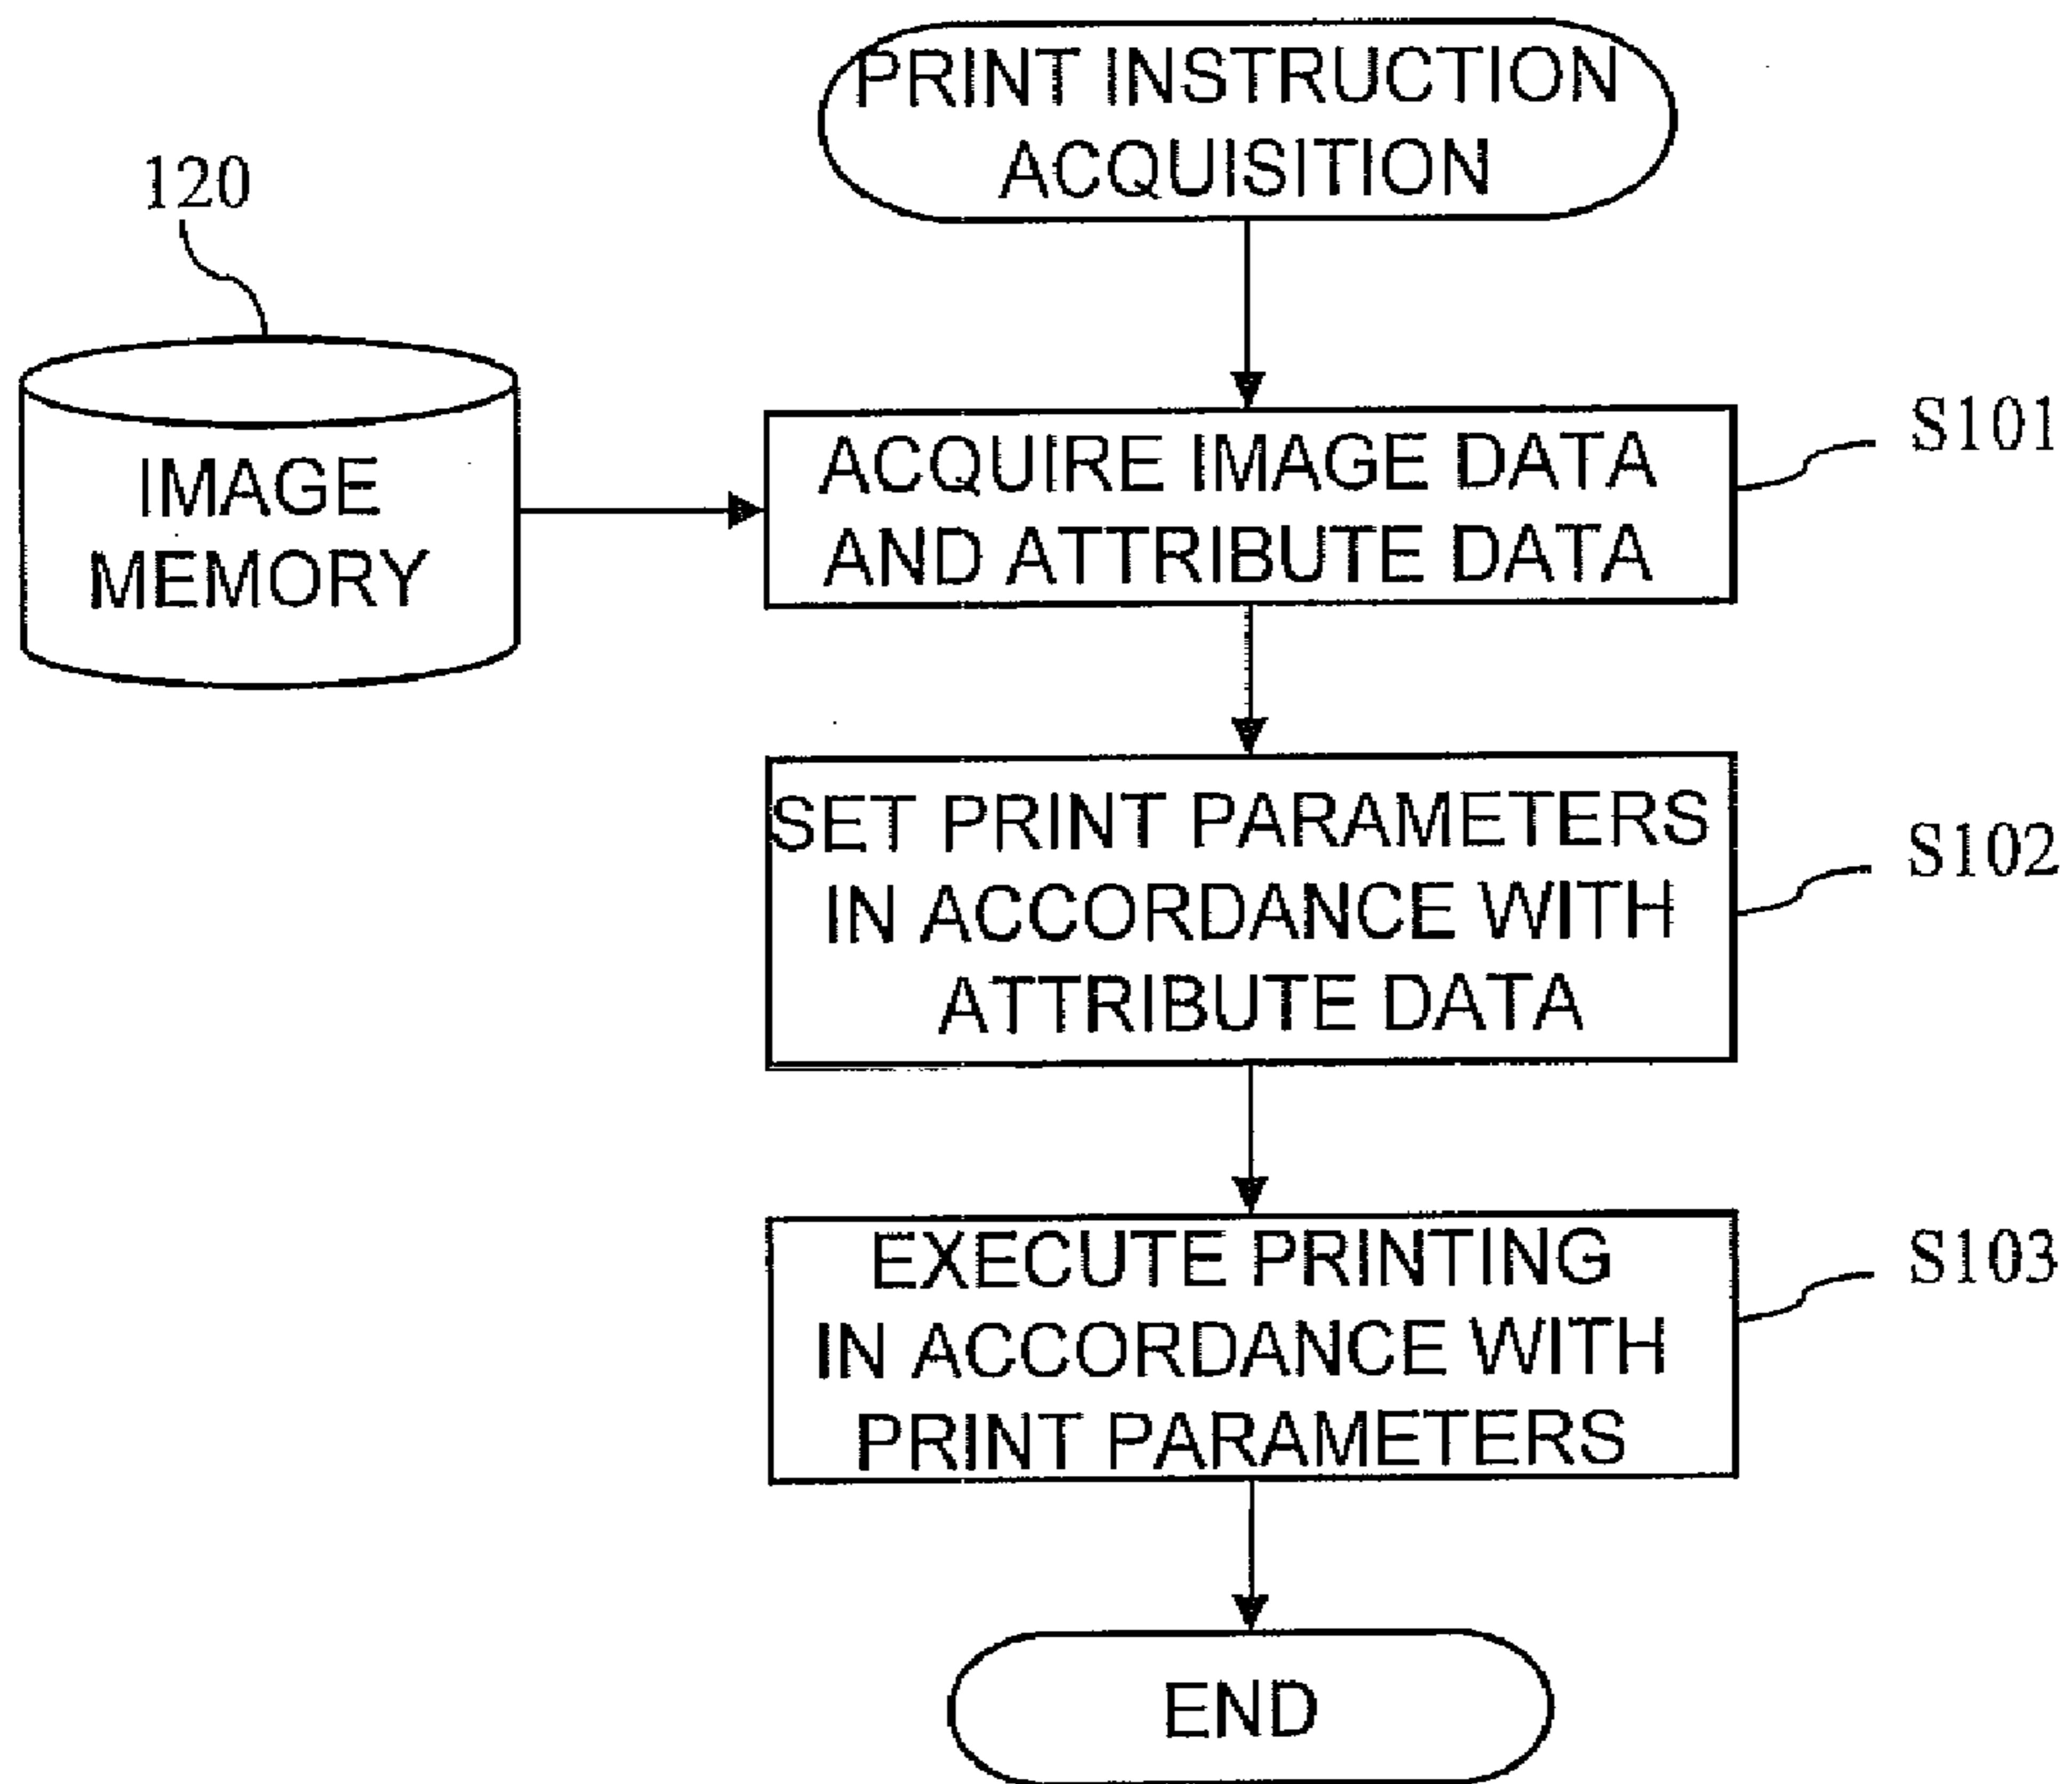 PRINT INSTRUCTION
ACQUISITION
120
IMAGE
MEMORY
ACQUIRE IMAGE DATA
AND ATTRIBUTE DATA
S101
SET PRINT PARAMETERS
IN ACCORDANCE WITH
ATTRIBUTE DATA
S102
EXECUTE PRINTING
IN ACCORDANCE WITH
PRINT PARAMETERS
S103
END